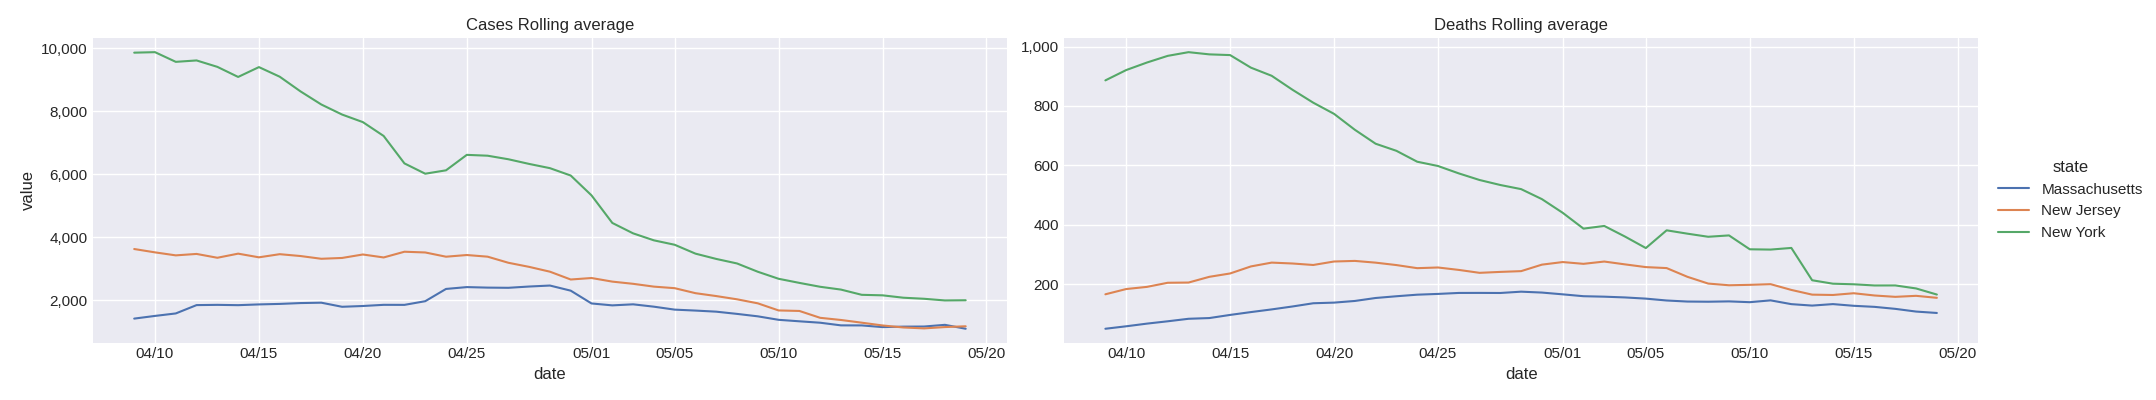 Cases Rolling average
10,000
8,000
6,000
4,000
2,000
value
04/10 04/15 04/20 04/25 05/01 05/05 05/10 05/15 05/20
date
Deaths Rolling average
1,000
800
600
400
200
04/10 04/15 04/20 04/25 05/01 05/05 05/10 05/15 05/20
date
state
Massachusetts
New Jersey
New York